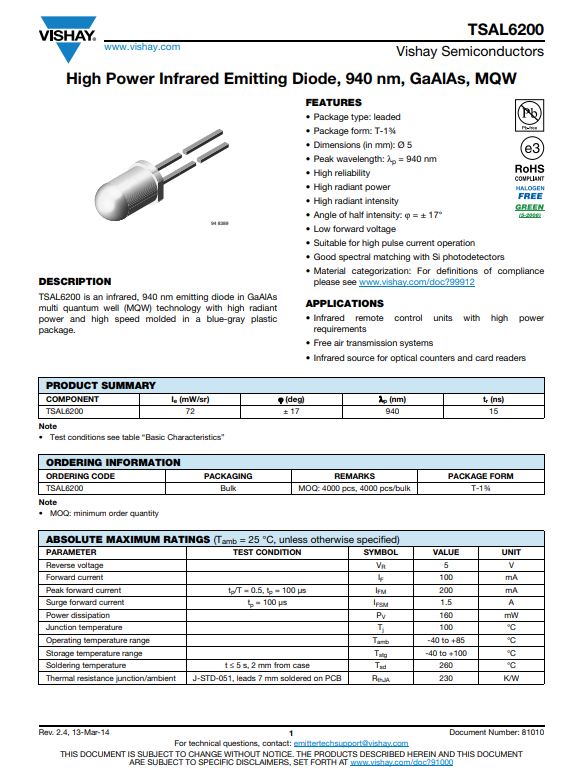 VISHAY.
www.vishay.com
TSAL6200
Vishay Semiconductors
High Power Infrared Emitting Diode, 940 nm, GaAlAs, MQW
94 8389
DESCRIPTION
TSAL6200 is an infrared, 940 nm emitting diode in GaAlAs
multi quantum well (MQW) technology with high radiant
power and high speed molded in a blue-gray plastic
package.
FEATURES
• Package type: leaded
• Package form: T-1¾
• Dimensions (in mm): Ø 5
• Peak wavelength: λp = 940 nm
• High reliability
• High radiant power
• High radiant intensity
• Angle of half intensity: φ = ± 17°
• Low forward voltage
• Suitable for high pulse current operation
• Good spectral matching with Si photodetectors
• Material categorization: For definitions of compliance
please see www.vishay.com/doc?99912
Pb
Pb-free
e3
RoHS
COMPLIANT
HALOGEN
FREE
GREEN
(5-2008)
APPLICATIONS
• Infrared remote control units with high power
requirements
• Free air transmission systems
• Infrared source for optical counters and card readers
PRODUCT SUMMARY
COMPONENT Ie (mW/sr) φ (deg) λp (nm) tr (ns)
TSAL6200 72 ± 17 940 15
Note
• Test conditions see table “Basic Characteristics”
ORDERING INFORMATION
ORDERING CODE PACKAGING REMARKS PACKAGE FORM
TSAL6200 Bulk MOQ: 4000 pcs, 4000 pcs/bulk T-1¾
Note
• MOQ: minimum order quantity
ABSOLUTE MAXIMUM RATINGS (Tamb = 25 °C, unless otherwise specified)
PARAMETER TEST CONDITION SYMBOL VALUE UNIT
Reverse voltage VR 5 V
Forward current IF 100 mA
Peak forward current tp/T = 0.5, tp = 100 μs IFM 200 mA
Surge forward current tp = 100 μs IFSM 1.5 A
Power dissipation PV 160 mW
Junction temperature Tj 100 °C
Operating temperature range Tamb -40 to +85 °C
Storage temperature range Tstg -40 to +100 °C
Soldering temperature t ≤ 5 s, 2 mm from case Tsd 260 °C
Thermal resistance junction/ambient J-STD-051, leads 7 mm soldered on PCB RthJA 230 K/W
Rev. 2.4, 13-Mar-14 1 Document Number: 81010
For technical questions, contact: emittertechsupport@vishay.com
THIS DOCUMENT IS SUBJECT TO CHANGE WITHOUT NOTICE. THE PRODUCTS DESCRIBED HEREIN AND THIS DOCUMENT
ARE SUBJECT TO SPECIFIC DISCLAIMERS, SET FORTH AT www.vishay.com/doc?91000